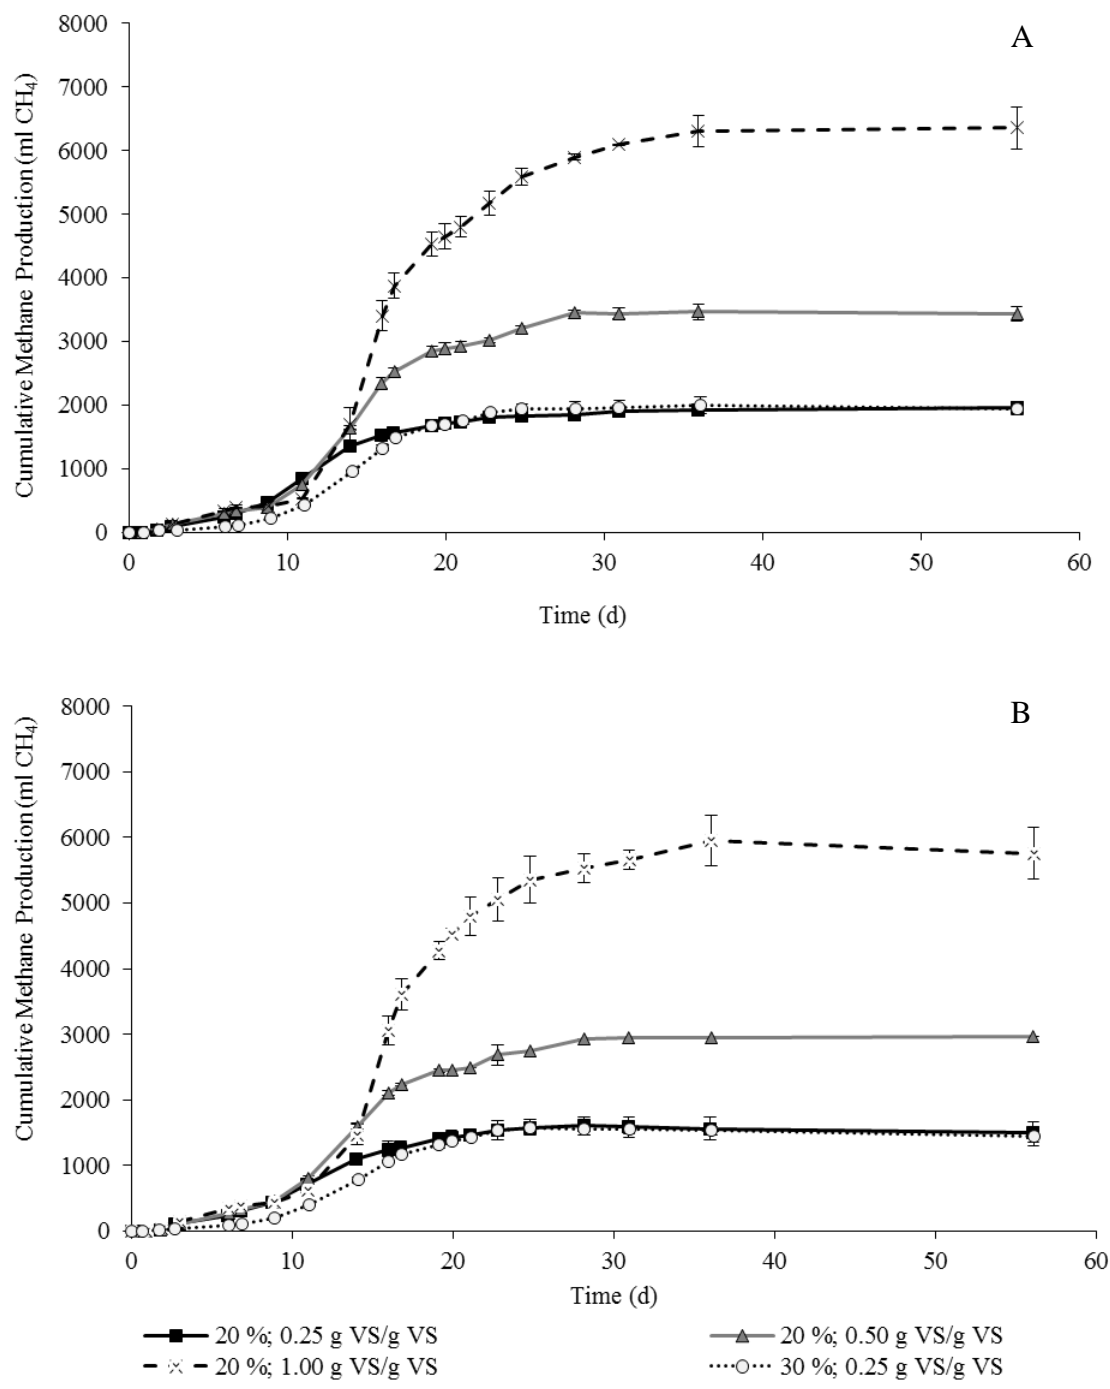 A
Cumulative Methane Production (ml CH₄)
8000
7000
6000
5000
4000
3000
2000
1000
0
0 10 20 30 40 50 60
Time (d)
B
Cumulative Methane Production (ml CH₄)
8000
7000
6000
5000
4000
3000
2000
1000
0
0 10 20 30 40 50 60
Time (d)
20 %; 0.25 g VS/g VS 20 %; 0.50 g VS/g VS
20 %; 1.00 g VS/g VS 30 %; 0.25 g VS/g VS